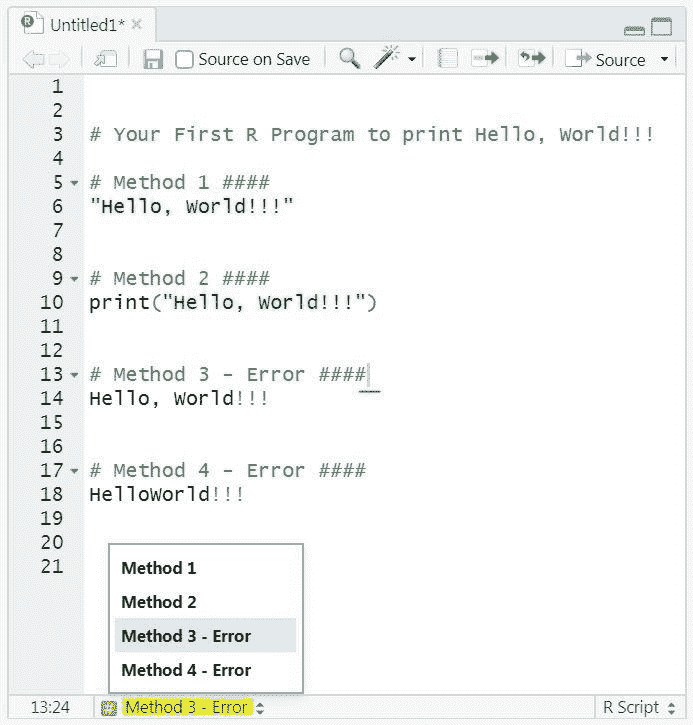 Untitled1*
Source on Save
Source
1
2
3 # Your First R Program to print Hello, World!!!
4
5 # Method 1 ####
6 "Hello, World!!!"
7
8
9 # Method 2 ####
10 print("Hello, World!!!")
11
12
13 # Method 3 - Error ####
14 Hello, World!!!
15
16
17 # Method 4 - Error ####
18 HelloWorld!!!
19
20
21
Method 1
Method 2
Method 3 - Error
Method 4 - Error
13:24 Method 3 - Error R Script